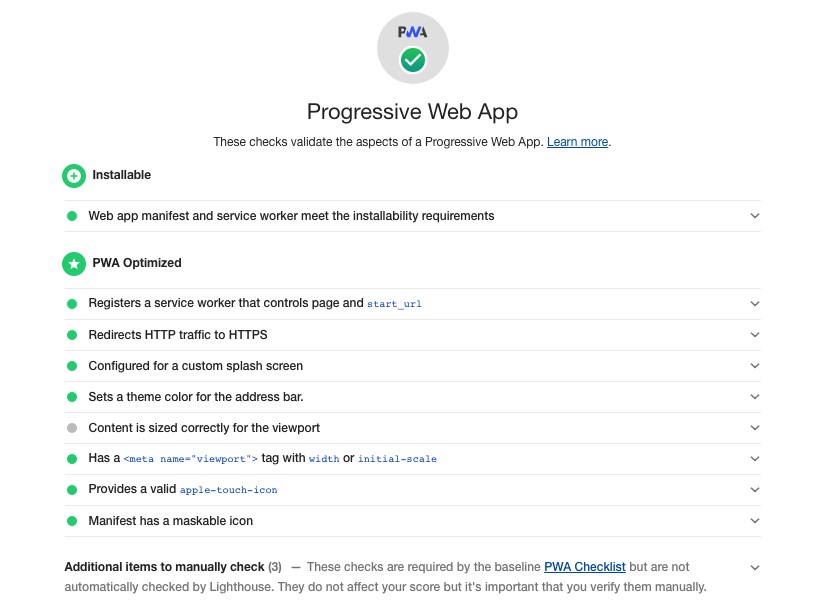 PWA
Progressive Web App
These checks validate the aspects of a Progressive Web App. Learn more.
Installable
Web app manifest and service worker meet the installability requirements
PWA Optimized
Registers a service worker that controls page and start_url
Redirects HTTP traffic to HTTPS
Configured for a custom splash screen
Sets a theme color for the address bar.
Content is sized correctly for the viewport
Has a <meta name="viewport"> tag with width or initial-scale
Provides a valid apple-touch-icon
Manifest has a maskable icon
Additional items to manually check (3) — These checks are required by the baseline PWA Checklist but are not
automatically checked by Lighthouse. They do not affect your score but it's important that you verify them manually.